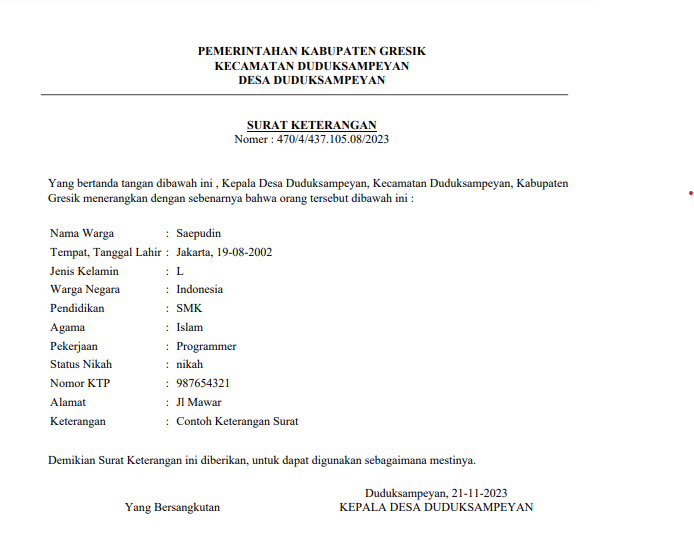 PEMERINTAHAN KABUPATEN GRESIK
KECAMATAN DUDUKSAMPEYAN
DESA DUDUKSAMPEYAN
SURAT KETERANGAN
Nomer : 470/4/437.105.08/2023
Yang bertanda tangan dibawah ini , Kepala Desa Duduksampeyan, Kecamatan Duduksampeyan, Kabupaten
Gresik menerangkan dengan sebenarnya bahwa orang tersebut dibawah ini :
Nama Warga : Saepudin
Tempat, Tanggal Lahir : Jakarta, 19-08-2002
Jenis Kelamin : L
Warga Negara : Indonesia
Pendidikan : SMK
Agama : Islam
Pekerjaan : Programmer
Status Nikah : nikah
Nomor KTP : 987654321
Alamat : Jl Mawar
Keterangan : Contoh Keterangan Surat
Demikian Surat Keterangan ini diberikan, untuk dapat digunakan sebagaimana mestinya.
Duduksampeyan, 21-11-2023
Yang Bersangkutan KEPALA DESA DUDUKSAMPEYAN